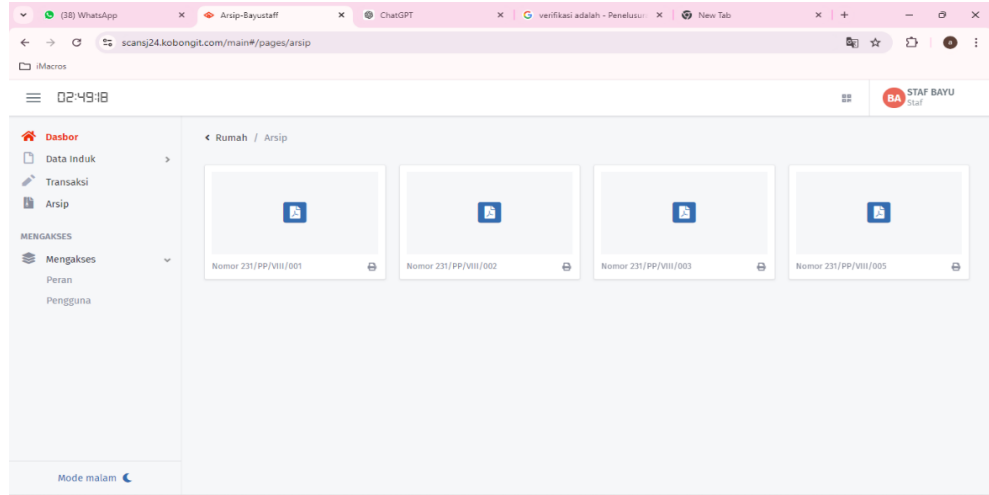 (38) WhatsApp
Arsip-Bayustaff
ChatGPT
verifikasi adalah - Penelusur
New Tab
scansj24.kobongit.com/main#/pages/arsip
iMacros
02:49:18
BA
STAF BAYU
Staf
Dasbor
Data Induk
Transaksi
Arsip
MENGAKSES
Mengakses
Peran
Pengguna
Mode malam
Rumah / Arsip
Nomor 231/PP/VIII/001
Nomor 231/PP/VIII/002
Nomor 231/PP/VIII/003
Nomor 231/PP/VIII/005